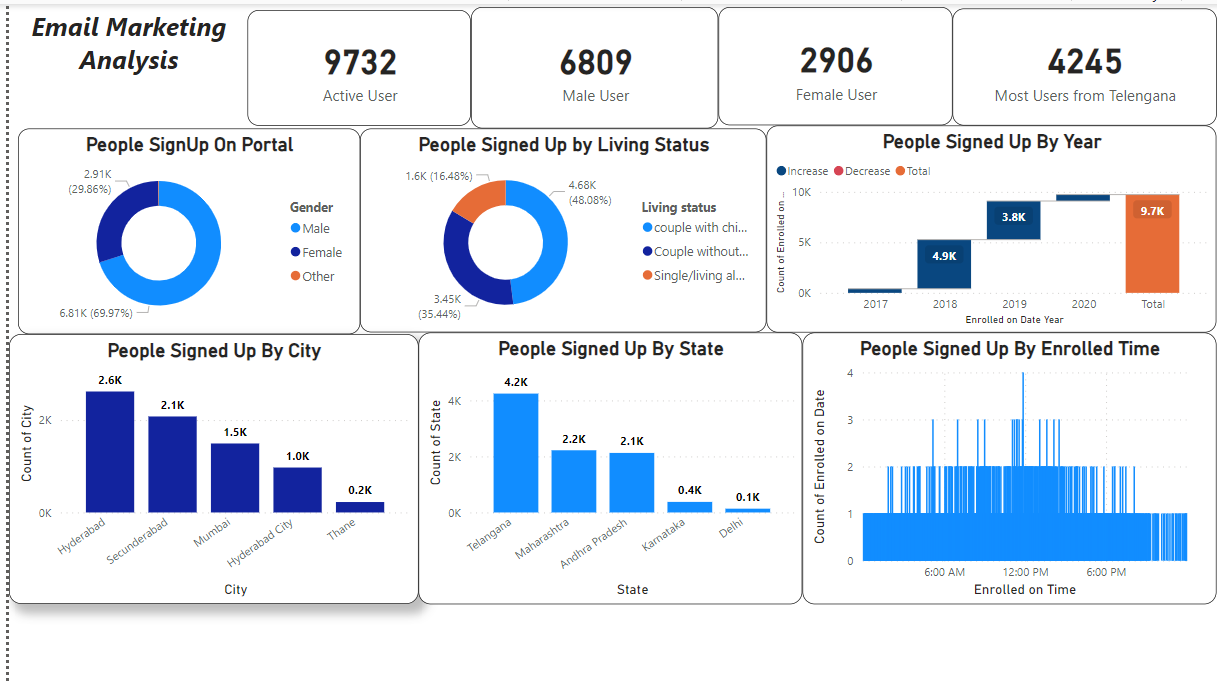 Email Marketing
Analysis
9732
Active User
6809
Male User
2906
Female User
4245
Most Users from Telengana
People SignUp On Portal
2.91K
(29.86%)
6.81K (69.97%)
Gender
Male
Female
Other
People Signed Up by Living Status
1.6K (16.48%)
4.68K
(48.08%)
3.45K
(35.44%)
Living status
couple with chi...
Couple without...
Single/living al...
People Signed Up By Year
Increase Decrease Total
Count of Enrolled on ...
10K
5K
0K
4.9K
3.8K
9.7K
2017 2018 2019 2020 Total
Enrolled on Date Year
People Signed Up By City
Count of City
2K
0K
2.6K
2.1K
1.5K
1.0K
0.2K
Hyderabad
Secunderabad
Mumbai
Hyderabad City
Thane
City
People Signed Up By State
Count of State
4K
2K
0K
4.2K
2.2K
2.1K
0.4K
0.1K
Telangana
Maharashtra
Andhra Pradesh
Karnataka
Delhi
State
People Signed Up By Enrolled Time
Count of Enrolled on Date
4
3
2
1
0
6:00 AM 12:00 PM 6:00 PM
Enrolled on Time